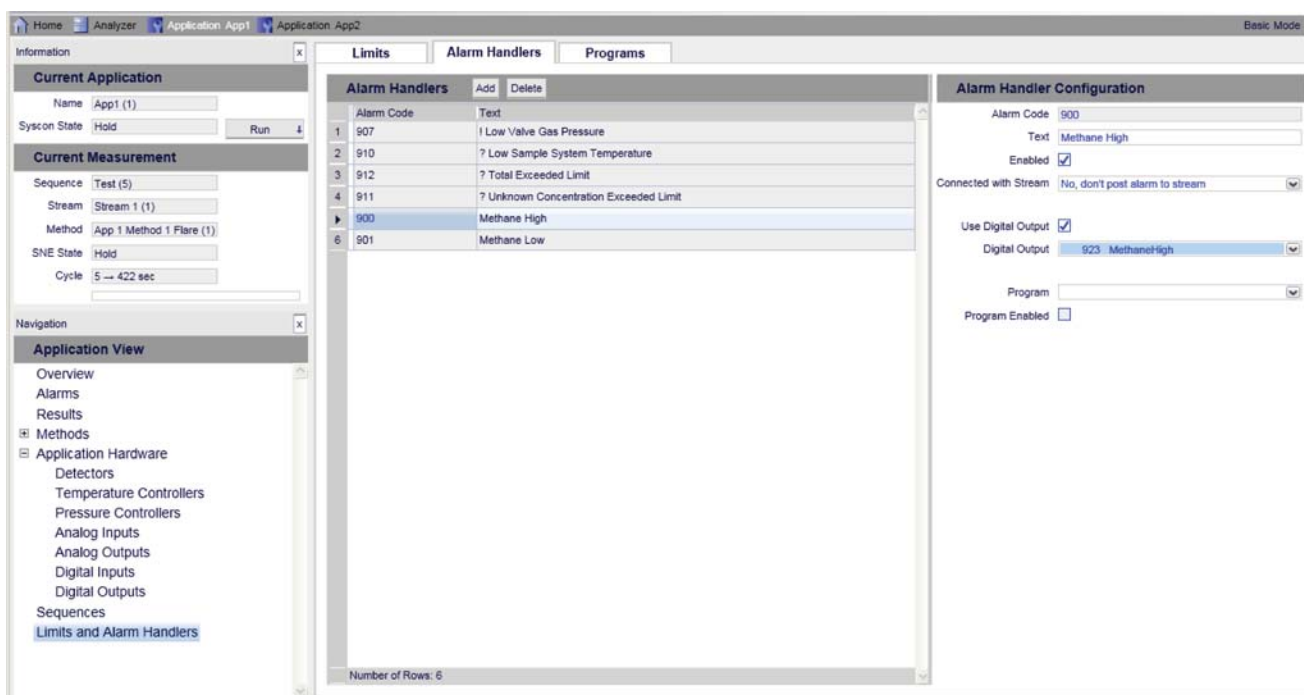 Home Analyzer Application App1 Application App2 Basic Mode
Information x
Current Application
Name App1 (1)
Syscon State Hold Run
Current Measurement
Sequence Test (5)
Stream Stream 1 (1)
Method App 1 Method 1 Flare (1)
SNE State Hold
Cycle 5 → 422 sec
Navigation x
Application View
Overview
Alarms
Results
Methods
Application Hardware
Detectors
Temperature Controllers
Pressure Controllers
Analog Inputs
Analog Outputs
Digital Inputs
Digital Outputs
Sequences
Limits and Alarm Handlers
Limits Alarm Handlers Programs
Alarm Handlers Add Delete
Alarm Code Text
1 907 ! Low Valve Gas Pressure
2 910 ? Low Sample System Temperature
3 912 ? Total Exceeded Limit
4 911 ? Unknown Concentration Exceeded Limit
900 Methane High
6 901 Methane Low
Number of Rows: 6
Alarm Handler Configuration
Alarm Code 900
Text Methane High
Enabled
Connected with Stream No, don't post alarm to stream
Use Digital Output
Digital Output 923 MethaneHigh
Program
Program Enabled